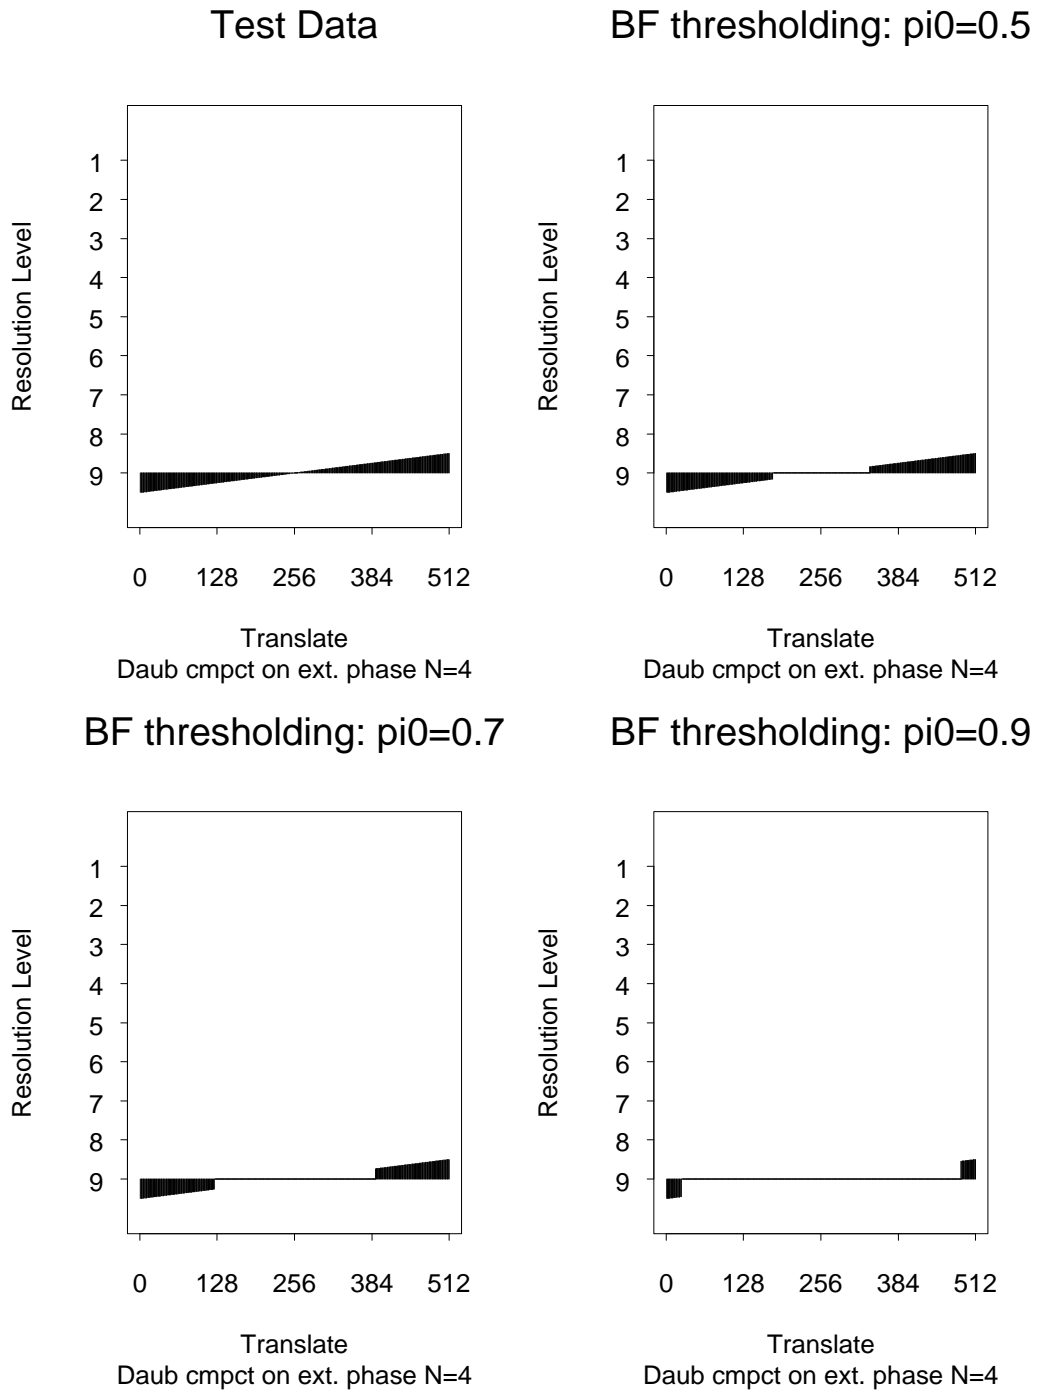 Test Data
Resolution Level
1
2
3
4
5
6
7
8
9
0 128 256 384 512
Translate
Daub cmpct on ext. phase N=4
BF thresholding: pi0=0.5
Resolution Level
1
2
3
4
5
6
7
8
9
0 128 256 384 512
Translate
Daub cmpct on ext. phase N=4
BF thresholding: pi0=0.7
Resolution Level
1
2
3
4
5
6
7
8
9
0 128 256 384 512
Translate
Daub cmpct on ext. phase N=4
BF thresholding: pi0=0.9
Resolution Level
1
2
3
4
5
6
7
8
9
0 128 256 384 512
Translate
Daub cmpct on ext. phase N=4